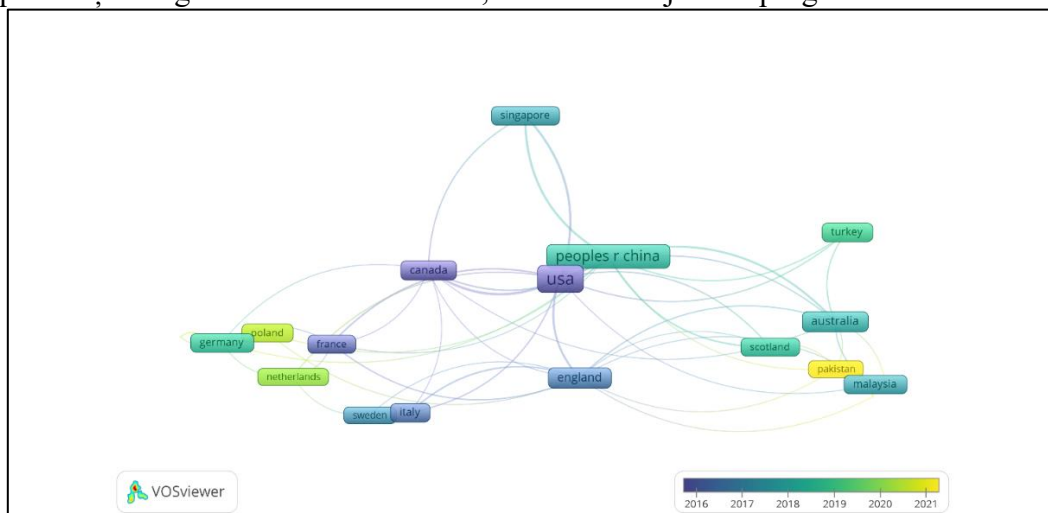 singapore
turkey
peoples r china
canada
usa
australia
poland
germany
france
scotland
pakistan
netherlands
england
malaysia
sweden
italy
VOSviewer
2016 2017 2018 2019 2020 2021